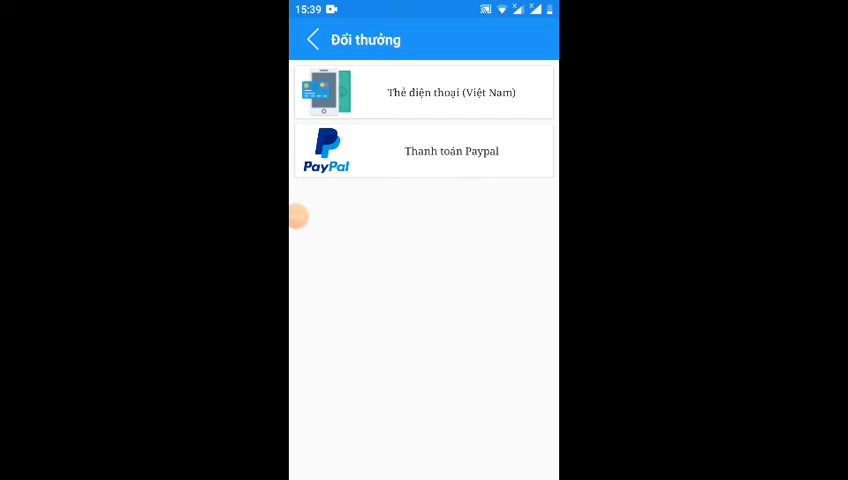 15:39
Đổi thưởng
Thẻ điện thoại (Việt Nam)
Thanh toán Paypal
PayPal